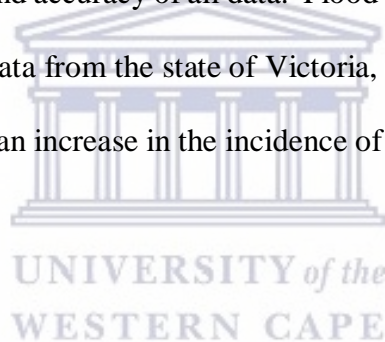 and accuracy of all data. Flood
ata from the state of Victoria,
an increase in the incidence of
UNIVERSITY of the
WESTERN CAPE